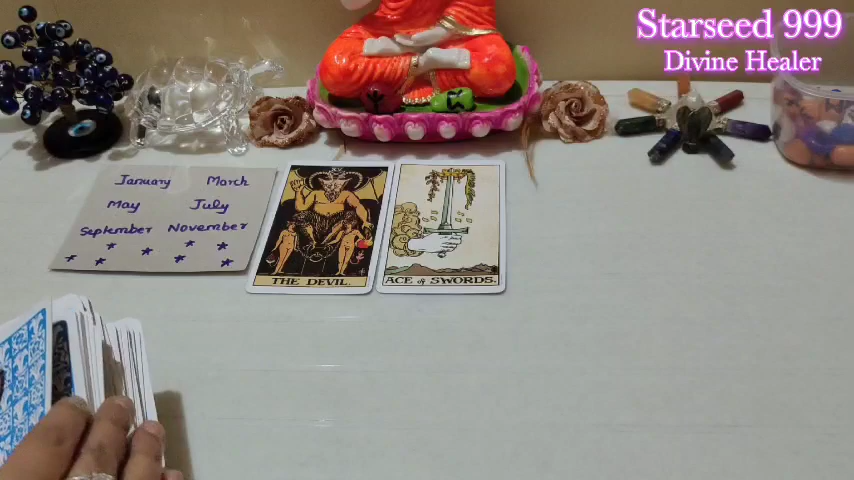 Starseed 999
Divine Healer
January March
May July
September November
THE DEVIL.
ACE of SWORDS.